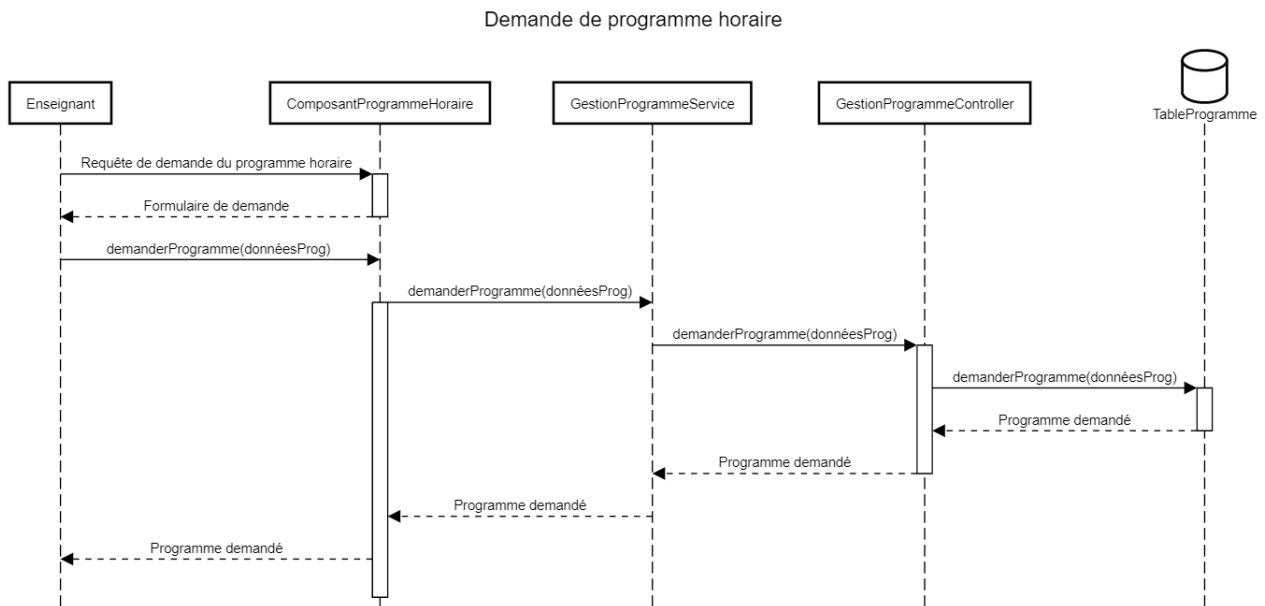 Demande de programme horaire
Enseignant
ComposantProgrammeHoraire
GestionProgrammeService
GestionProgrammeController
TableProgramme
Requête de demande du programme horaire
Formulaire de demande
demanderProgramme(donnéesProg)
demanderProgramme(donnéesProg)
demanderProgramme(donnéesProg)
demanderProgramme(donnéesProg)
Programme demandé
Programme demandé
Programme demandé
Programme demandé